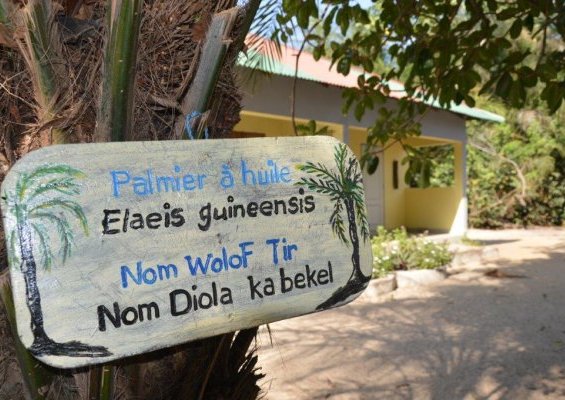 Palmier à huile
Elaeis guineensis
Nom Wolof Tir
Nom Diola ka bekel